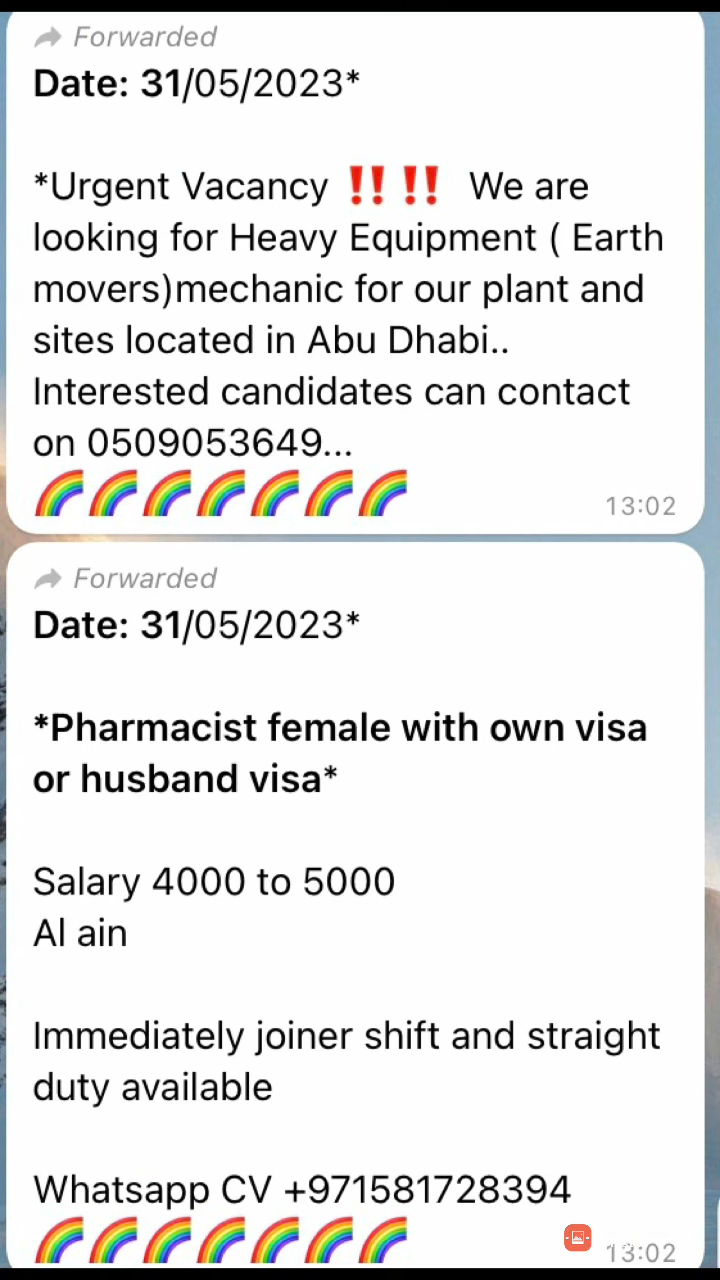 Forwarded
Date: 31/05/2023*
*Urgent Vacancy ‼️‼️ We are
looking for Heavy Equipment ( Earth
movers)mechanic for our plant and
sites located in Abu Dhabi..
Interested candidates can contact
on 0509053649...
🌈🌈🌈🌈🌈🌈🌈
13:02
Forwarded
Date: 31/05/2023*
*Pharmacist female with own visa
or husband visa*
Salary 4000 to 5000
Al ain
Immediately joiner shift and straight
duty available
Whatsapp CV +971581728394
🌈🌈🌈🌈🌈🌈🌈
13:02